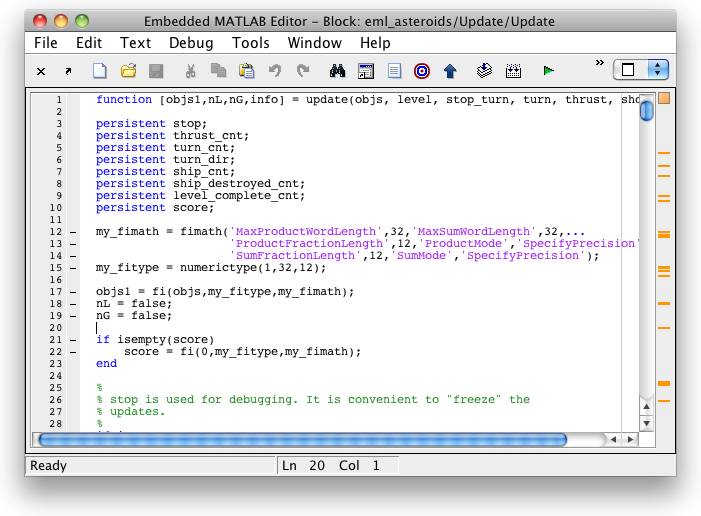 Embedded MATLAB Editor - Block: eml_asteroids/Update/Update
File Edit Text Debug Tools Window Help
»
1 function [objs1,nL,nG,info] = update(objs, level, stop_turn, turn, thrust, sho
2
3 persistent stop;
4 persistent thrust_cnt;
5 persistent turn_cnt;
6 persistent turn_dir;
7 persistent ship_cnt;
8 persistent ship_destroyed_cnt;
9 persistent level_complete_cnt;
10 persistent score;
11
12 – my_fimath = fimath('MaxProductWordLength',32,'MaxSumWordLength',32,...
13 – 'ProductFractionLength',12,'ProductMode','SpecifyPrecision'
14 – 'SumFractionLength',12,'SumMode','SpecifyPrecision');
15 – my_fitype = numerictype(1,32,12);
16
17 – objs1 = fi(objs,my_fitype,my_fimath);
18 – nL = false;
19 – nG = false;
20
21 – if isempty(score)
22 – score = fi(0,my_fitype,my_fimath);
23 end
24
25 %
26 % stop is used for debugging. It is convenient to "freeze" the
27 % updates.
28 %
Ready Ln 20 Col 1